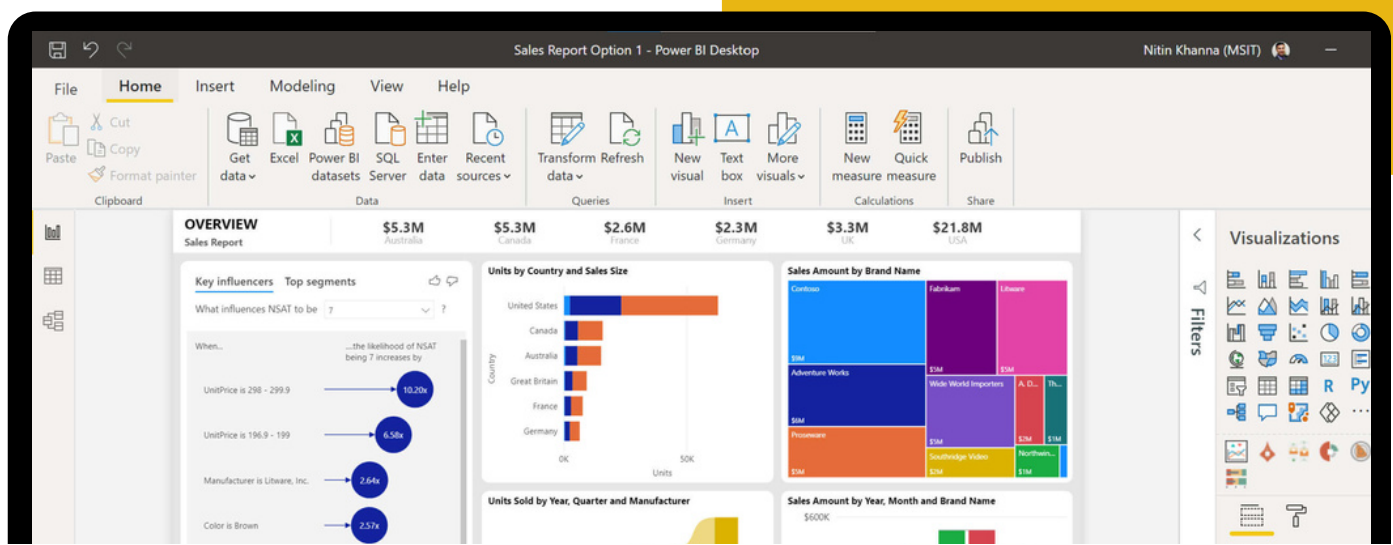 Sales Report Option 1 - Power BI Desktop
Nitin Khanna (MSIT)
File Home Insert Modeling View Help
Paste
Cut
Copy
Format painter
Clipboard
Get data
Excel
Power BI datasets
SQL Server
Enter data
Recent sources
Data
Transform data
Refresh
Queries
New visual
Text box
More visuals
Insert
New measure
Quick measure
Calculations
Publish
Share
OVERVIEW
Sales Report
$5.3M
Australia
$5.3M
Canada
$2.6M
France
$2.3M
Germany
$3.3M
UK
$21.8M
USA
Key influencers Top segments
What influences NSAT to be 7 ?
When...
...the likelihood of NSAT
being 7 increases by
UnitPrice is 298 - 299.9
10.20x
UnitPrice is 196.9 - 199
6.58x
Manufacturer is Litware, Inc.
2.64x
Color is Brown
2.57x
Units by Country and Sales Size
Country
United States
Canada
Australia
Great Britain
France
Germany
0K 50K
Units
Sales Amount by Brand Name
Contoso
$9M
Fabrikam
$5M
Litware
$5M
Adventure Works
$6M
Wide World Importers
$5M
A. D...
$2M
Th...
$1M
Proseware
$5M
Southridge Video
$2M
Northwin...
$1M
Units Sold by Year, Quarter and Manufacturer
Sales Amount by Year, Month and Brand Name
$600K
Filters
Visualizations
123
R Py